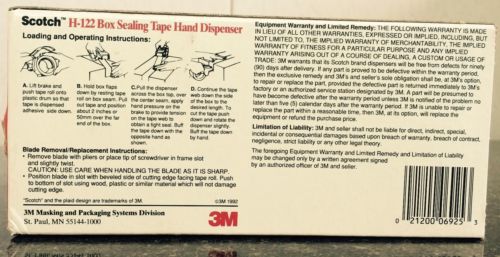 Scotch™ H-122 Box Sealing Tape Hand Dispenser
Loading and Operating Instructions:
A. Lift brake and
push tape roll onto
plastic drum so that
tape is dispensed
adhesive side down.
B. Hold box flaps
down by resting tape
roll on box seam. Pull
out tape and position
about 2 inches or
50mm over the far
end of the box.
C. Pull the dispenser
across the box top, over
the center seam, apply
hand pressure on the
brake to provide tension
on the tape web to
obtain a tight seal. Buff
the tape down with the
opposite hand as
shown.
D. Continue the tape
web down the side
apply of the box to the
desired length. To
cut the tape push
down and rotate the
dispenser slightly.
Buff the tape down
by hand.
Blade Removal/Replacement Instructions:
• Remove blade with pliers or place tip of screwdriver in frame slot
and slightly twist.
CAUTION: USE CARE WHEN HANDLING THE BLADE AS IT IS SHARP.
• Position blade in slot with beveled side of cutting edge facing tape roll. Push
to bottom of slot using wood, plastic or similar material which will not damage
cutting edge.
"Scotch" and the plaid design are trademarks of 3M.
©3M 1992
3M Masking and Packaging Systems Division
St. Paul, MN 55144-1000
3M
Equipment Warranty and Limited Remedy: THE FOLLOWING WARRANTY IS MADE
IN LIEU OF ALL OTHER WARRANTIES, EXPRESSED OR IMPLIED, INCLUDING, BUT
NOT LIMITED TO, THE IMPLIED WARRANTY OF MERCHANTABILITY, THE IMPLIED
WARRANTY OF FITNESS FOR A PARTICULAR PURPOSE AND ANY IMPLIED
WARRANTY ARISING OUT OF A COURSE OF DEALING, A CUSTOM OR USAGE OF
TRADE: 3M warrants that its Scotch brand dispensers will be free from defects for ninety
(90) days after delivery. If any part is proved to be defective within the warranty period,
then the exclusive remedy and 3M's and seller's sole obligation shall be, at 3M's option,
to repair or replace the part, provided the defective part is returned immediately to 3M's
factory or an authorized service station designated by 3M. A part will be presumed to
have become defective after the warranty period unless 3M is notified of the problem no
later than five (5) calendar days after the warranty period. If 3M is unable to repair or
replace the part within a reasonable time, then 3M, at its option, will replace the
equipment or refund the purchase price.
Limitation of Liability: 3M and seller shall not be liable for direct, indirect, special,
incidental or consequential damages based upon breach of warranty, breach of contract,
negligence, strict liability or any other legal theory.
The foregoing Equipment Warranty and Limited Remedy and Limitation of Liability
may be changed only by a written agreement signed
by an authorized officer of 3M and seller.
0 21200 06925 3